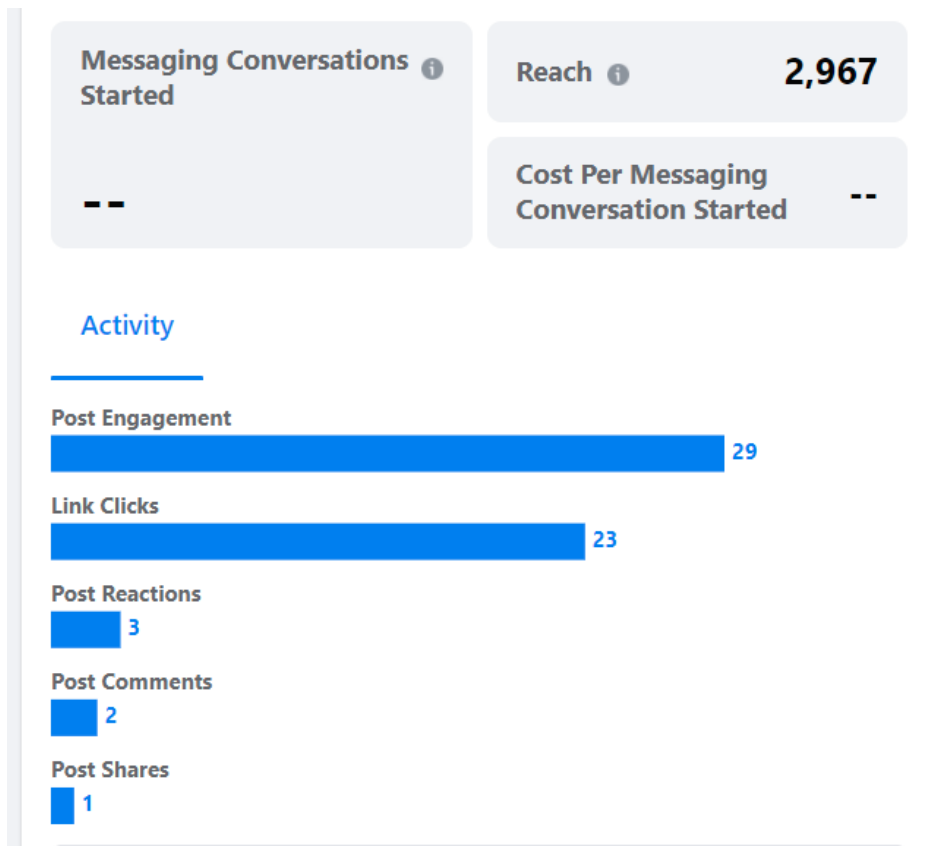 Messaging Conversations
Started
--
Reach
2,967
Cost Per Messaging
Conversation Started
--
Activity
Post Engagement
29
Link Clicks
23
Post Reactions
3
Post Comments
2
Post Shares
1